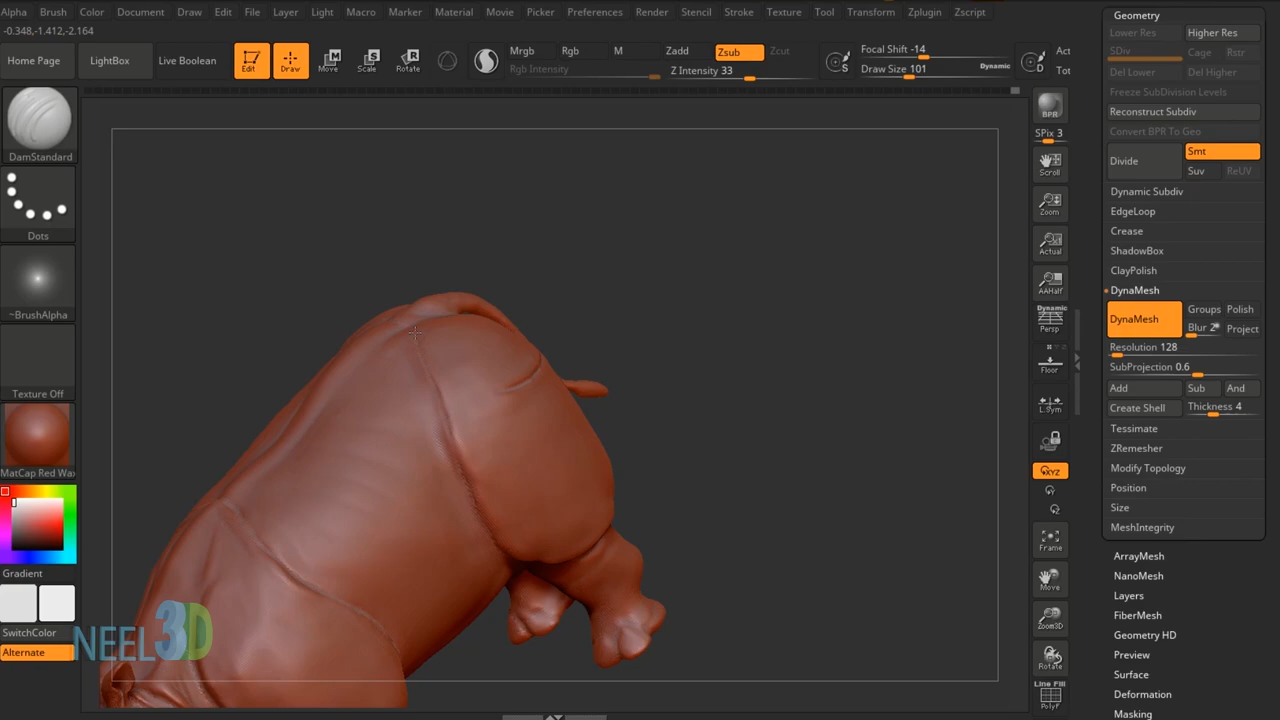 Alpha Brush Color Document Draw Edit File Layer Light Macro Marker Material Movie Picker Preferences Render Stencil Stroke Texture Tool Transform Zplugin Zscript
-0.348,-1.412,-2.164
Home Page LightBox Live Boolean Edit Draw Move Scale Rotate
Mrgb Rgb M Zadd Zsub Zcut
Rgb Intensity Z Intensity 33
S Focal Shift -14
Draw Size 101 Dynamic
D Act
Tot
DamStandard
Dots
~BrushAlpha
Texture Off
MatCap Red Wax
Gradient
SwitchColor
Alternate
NEEL3D
BPR
SPix 3
Scroll
Zoom
Actual
AAHalf
Dynamic
Persp
Floor
L.Sym
XYZ
Frame
Move
Zoom3D
Rotate
Line Fill
PolyF
Geometry
Lower Res Higher Res
SDiv Cage Rstr
Del Lower Del Higher
Freeze SubDivision Levels
Reconstruct Subdiv
Convert BPR To Geo
Divide Smt
Suv ReUV
Dynamic Subdiv
EdgeLoop
Crease
ShadowBox
ClayPolish
DynaMesh
DynaMesh Groups Polish
Blur 2 Project
Resolution 128
SubProjection 0.6
Add Sub And
Create Shell Thickness 4
Tessimate
ZRemesher
Modify Topology
Position
Size
MeshIntegrity
ArrayMesh
NanoMesh
Layers
FiberMesh
Geometry HD
Preview
Surface
Deformation
Masking